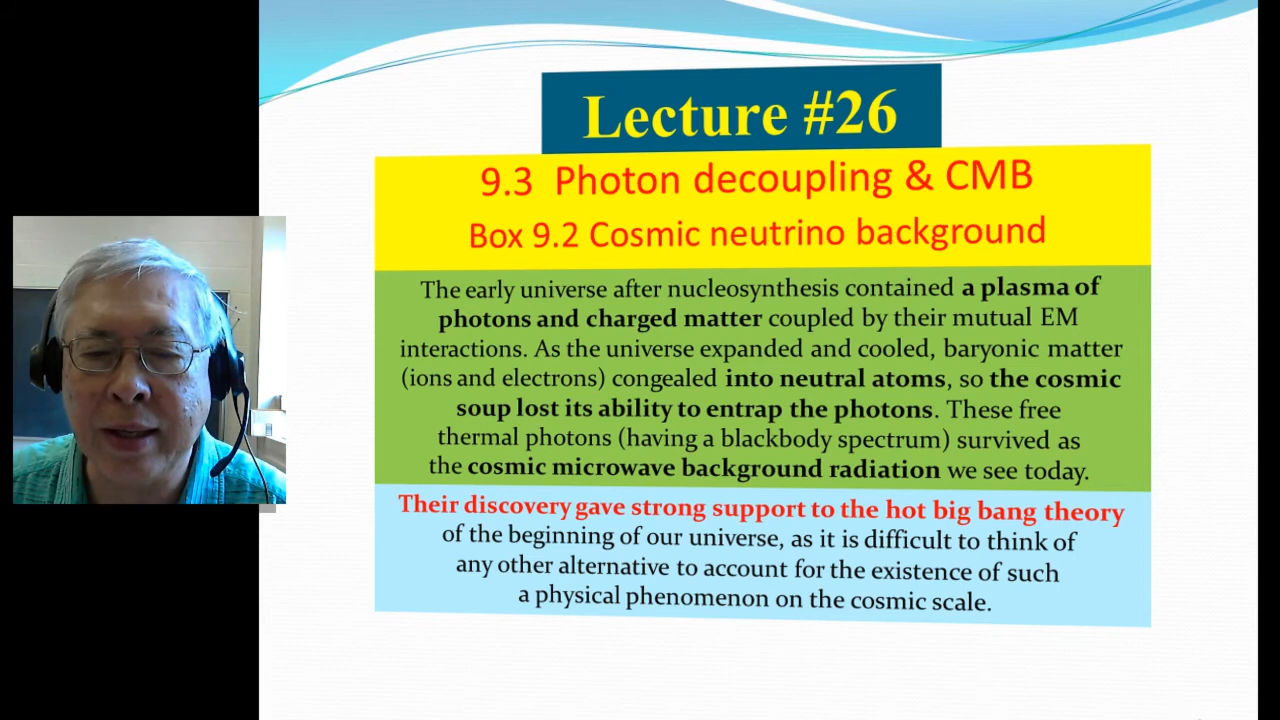 Lecture #26
9.3 Photon decoupling & CMB
Box 9.2 Cosmic neutrino background
The early universe after nucleosynthesis contained a plasma of
photons and charged matter coupled by their mutual EM
interactions. As the universe expanded and cooled, baryonic matter
(ions and electrons) congealed into neutral atoms, so the cosmic
soup lost its ability to entrap the photons. These free
thermal photons (having a blackbody spectrum) survived as
the cosmic microwave background radiation we see today.
Their discovery gave strong support to the hot big bang theory
of the beginning of our universe, as it is difficult to think of
any other alternative to account for the existence of such
a physical phenomenon on the cosmic scale.